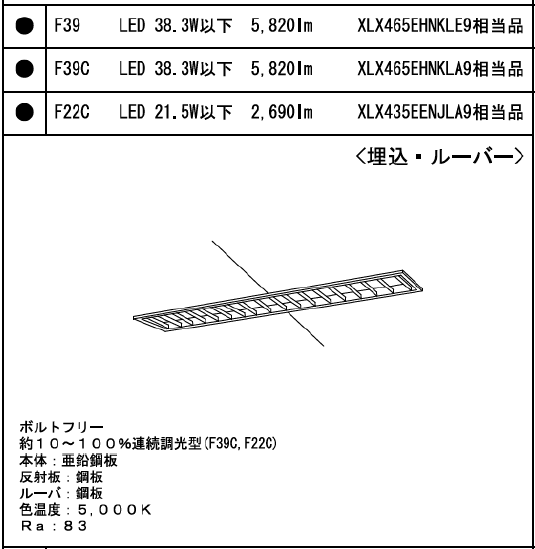 ● F39 LED 38.3W以下 5,820lm XLX465EHNKLE9相当品
● F39C LED 38.3W以下 5,820lm XLX465EHNKLA9相当品
● F22C LED 21.5W以下 2,690lm XLX435EENJLA9相当品
〈埋込・ルーバー〉
ボルトフリー
約10～100%連続調光型(F39C,F22C)
本体：亜鉛鋼板
反射板：鋼板
ルーバ：鋼板
色温度：5,000K
Ra：83